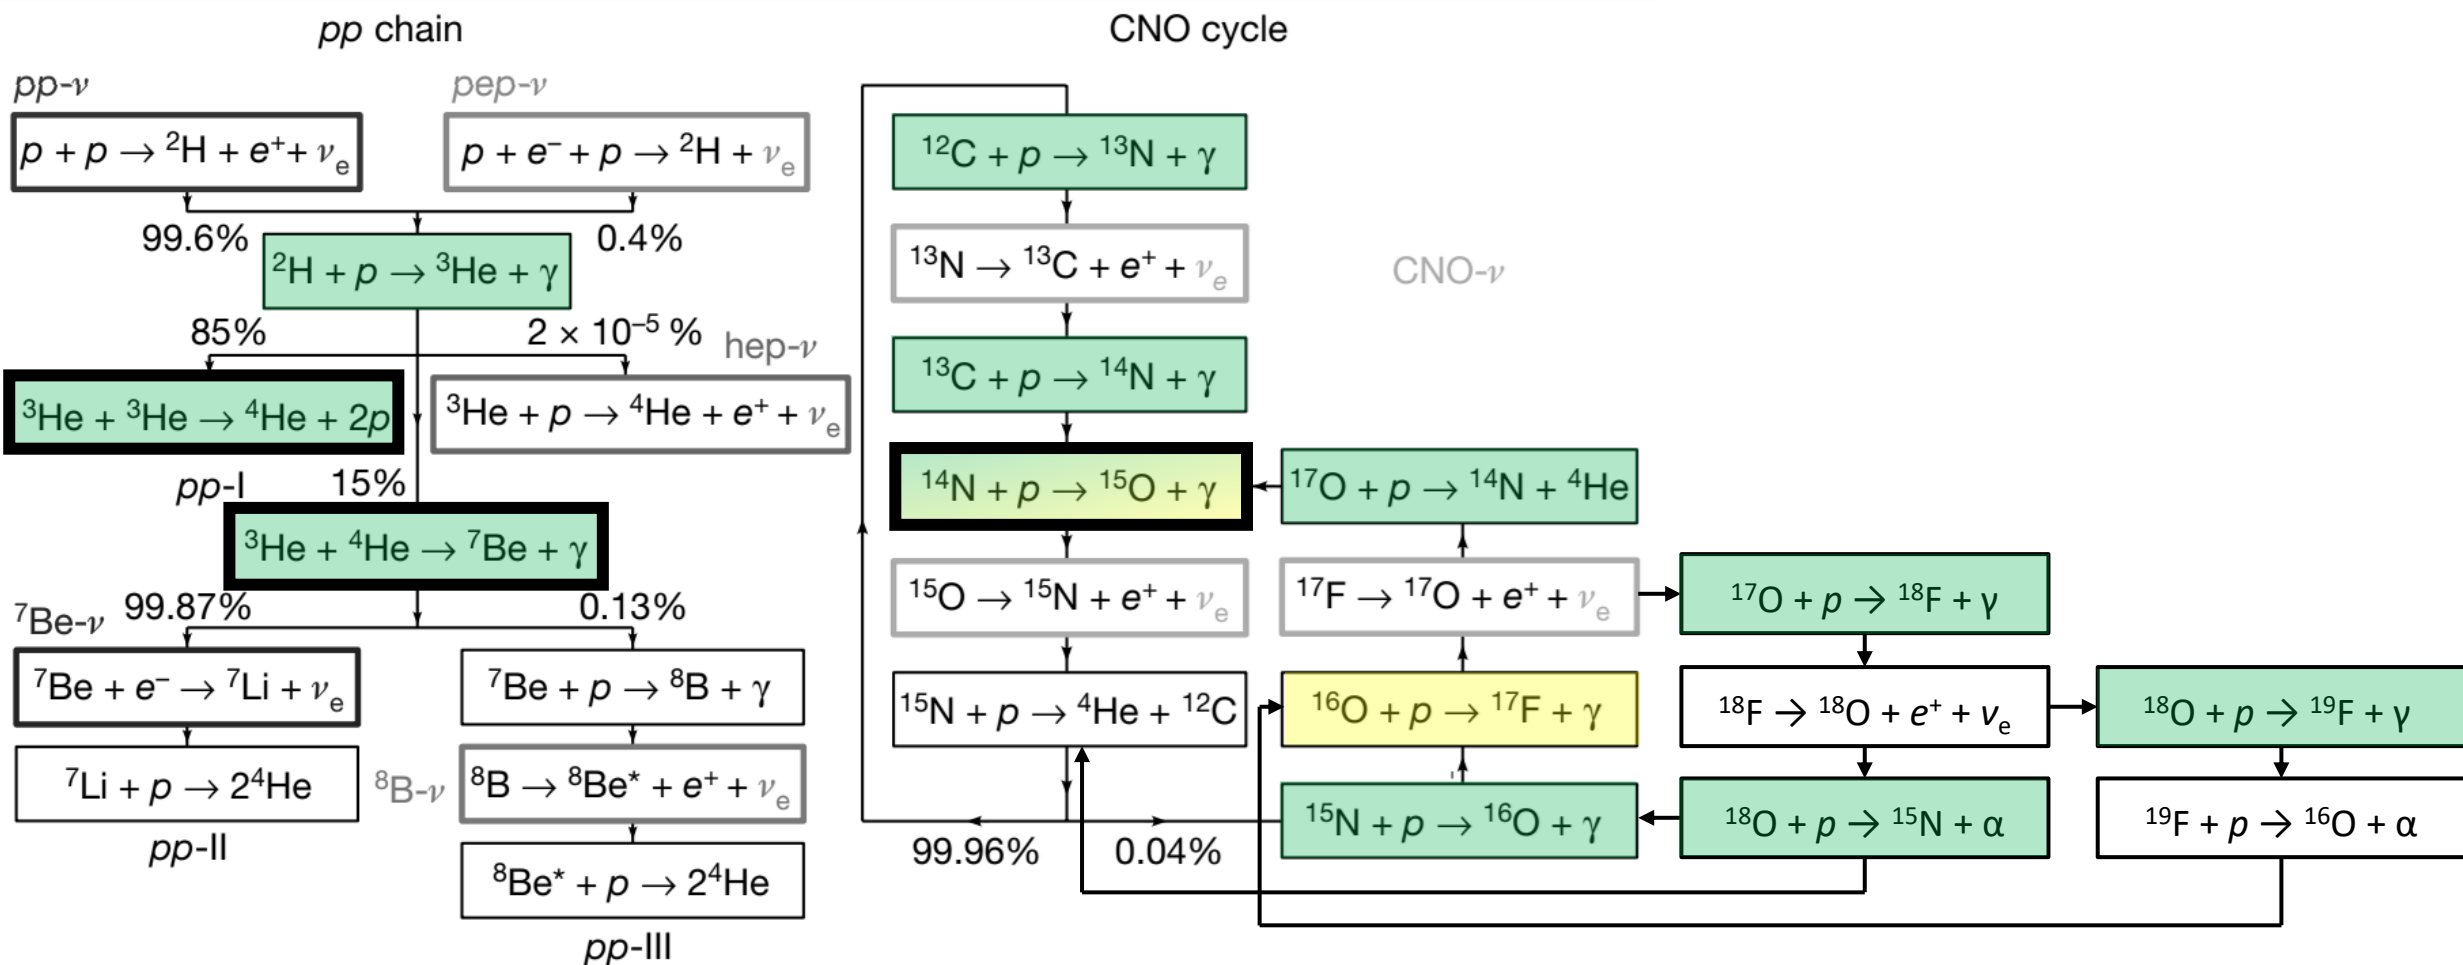 pp chain
pp-ν
pep-ν
p + p → ²H + e⁺+ νₑ
p + e⁻ + p → ²H + νₑ
99.6%
0.4%
²H + p → ³He + γ
85%
2 × 10⁻⁵ %
hep-ν
³He + ³He → ⁴He + 2p
³He + p → ⁴He + e⁺ + νₑ
pp-I
15%
³He + ⁴He → ⁷Be + γ
⁷Be-ν
99.87%
0.13%
⁷Be + e⁻ → ⁷Li + νₑ
⁷Be + p → ⁸B + γ
⁷Li + p → 2⁴He
⁸B-ν
⁸B → ⁸Be* + e⁺ + νₑ
pp-II
⁸Be* + p → 2⁴He
pp-III
CNO cycle
¹²C + p → ¹³N + γ
¹³N → ¹³C + e⁺ + νₑ
CNO-ν
¹³C + p → ¹⁴N + γ
¹⁴N + p → ¹⁵O + γ
¹⁷O + p → ¹⁴N + ⁴He
¹⁵O → ¹⁵N + e⁺ + νₑ
¹⁷F → ¹⁷O + e⁺ + νₑ
¹⁷O + p → ¹⁸F + γ
¹⁵N + p → ⁴He + ¹²C
¹⁶O + p → ¹⁷F + γ
¹⁸F → ¹⁸O + e⁺ + νₑ
¹⁸O + p → ¹⁹F + γ
99.96%
0.04%
¹⁵N + p → ¹⁶O + γ
¹⁸O + p → ¹⁵N + α
¹⁹F + p → ¹⁶O + α